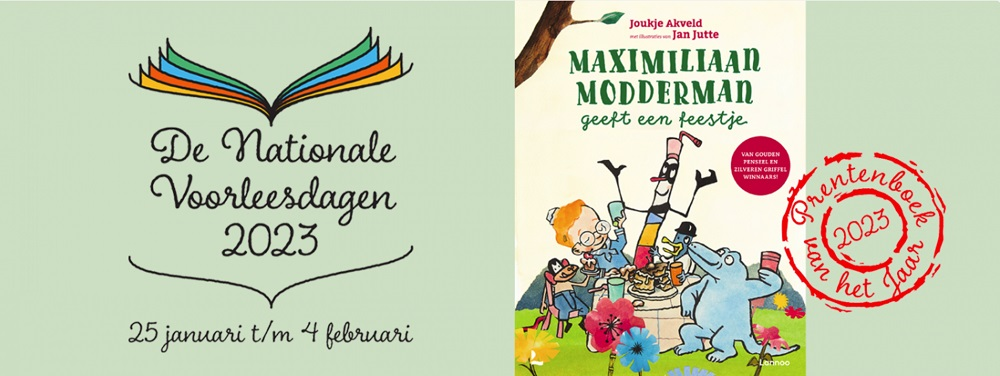 De Nationale
Voorleesdagen
2023
25 januari t/m 4 februari
Joukje Akveld
met illustraties van Jan Jutte
MAXIMILIAAN
MODDERMAN
geeft een feestje
VAN GOUDEN
PENSEEL EN
ZILVEREN GRIFFEL
WINNAARS!
Lannoo
Prentenboek
2023
van het Jaar